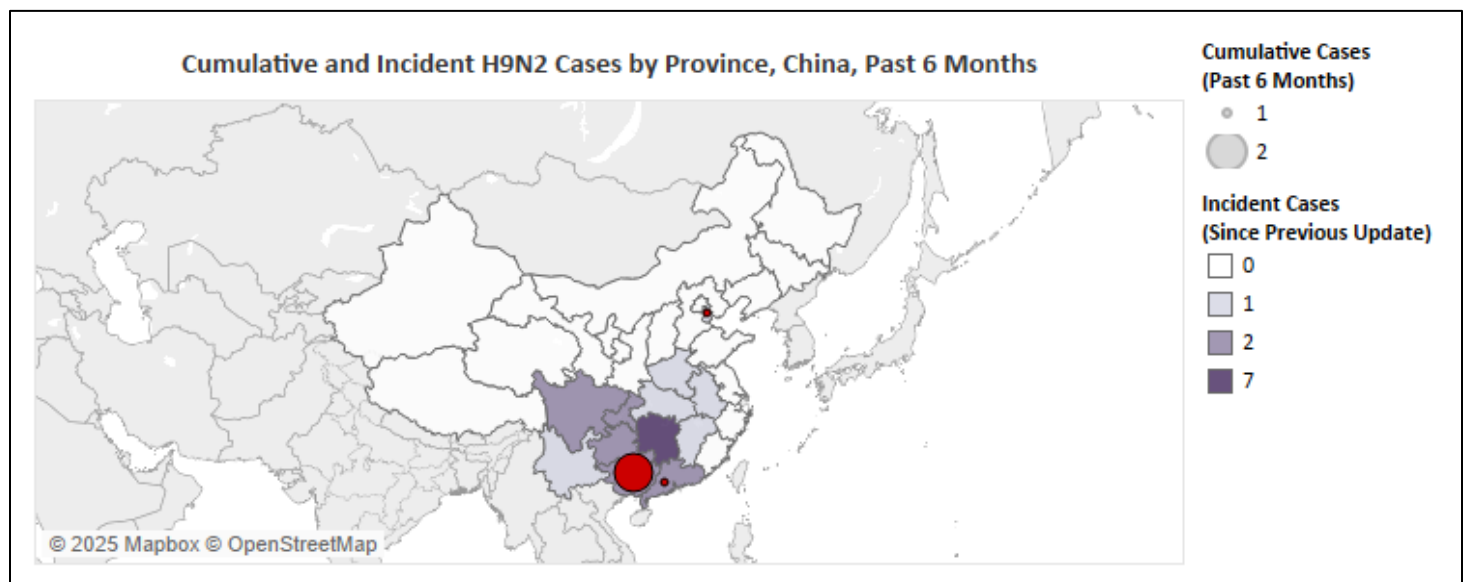 Cumulative and Incident H9N2 Cases by Province, China, Past 6 Months
Cumulative Cases
(Past 6 Months)
1
2
Incident Cases
(Since Previous Update)
0
1
2
7
© 2025 Mapbox © OpenStreetMap